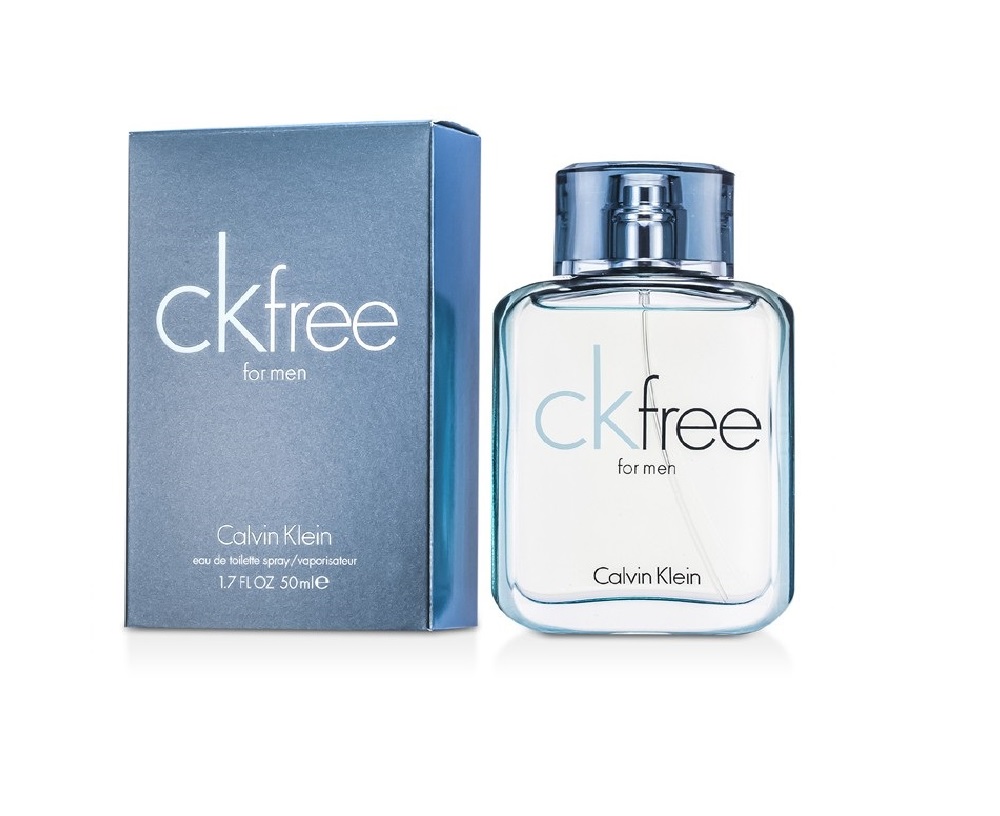 ckfree
for men
Calvin Klein
eau de toilette spray/vaporisateur
1.7 FL OZ 50ml℮
ckfree
for men
Calvin Klein